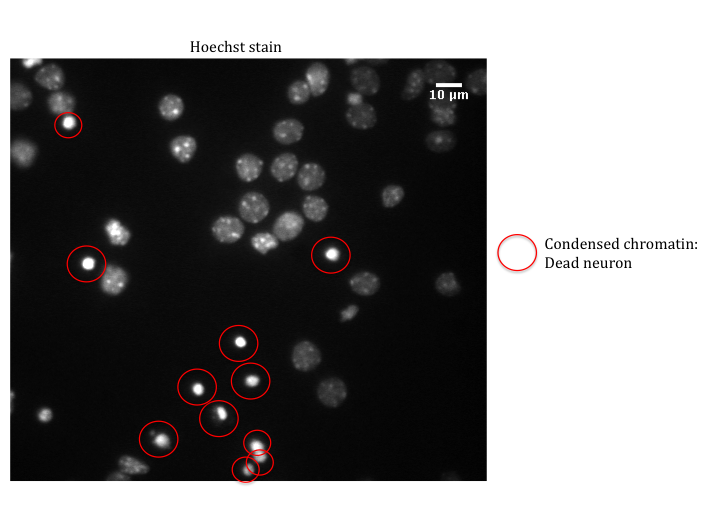 Hoechst stain
10 µm
Condensed chromatin:
Dead neuron